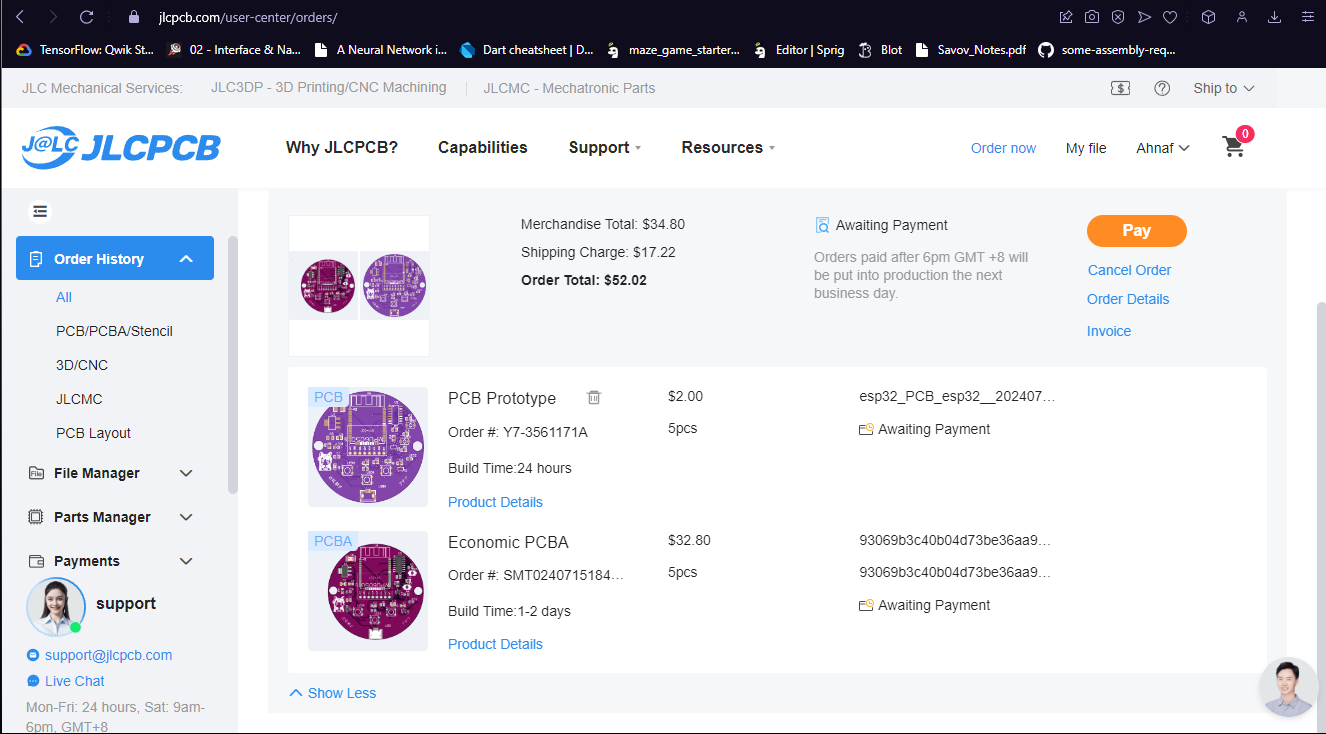 jlcpcb.com/user-center/orders/
TensorFlow: Qwik St... 02 - Interface & Na... A Neural Network i... Dart cheatsheet | D... maze_game_starter... Editor | Sprig Blot Savov_Notes.pdf some-assembly-req...
JLC Mechanical Services: JLC3DP - 3D Printing/CNC Machining JLCMC - Mechatronic Parts Ship to
J@LC JLCPCB Why JLCPCB? Capabilities Support Resources Order now My file Ahnaf 0
Order History
All
PCB/PCBA/Stencil
3D/CNC
JLCMC
PCB Layout
File Manager
Parts Manager
Payments
support
support@jlcpcb.com
Live Chat
Mon-Fri: 24 hours, Sat: 9am-
6pm, GMT+8
Merchandise Total: $34.80
Shipping Charge: $17.22
Order Total: $52.02
Awaiting Payment
Orders paid after 6pm GMT +8 will
be put into production the next
business day.
Pay
Cancel Order
Order Details
Invoice
PCB
PCB Prototype
Order #: Y7-3561171A
Build Time:24 hours
Product Details
$2.00
5pcs
esp32_PCB_esp32__202407...
Awaiting Payment
PCBA
Economic PCBA
Order #: SMT0240715184...
Build Time:1-2 days
Product Details
$32.80
5pcs
93069b3c40b04d73be36aa9...
93069b3c40b04d73be36aa9...
Awaiting Payment
Show Less